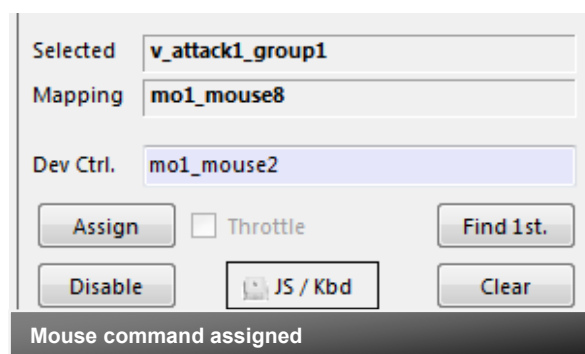 Selected v_attack1_group1
Mapping mo1_mouse8
Dev Ctrl. mo1_mouse2
Assign Throttle Find 1st.
Disable JS / Kbd Clear
Mouse command assigned